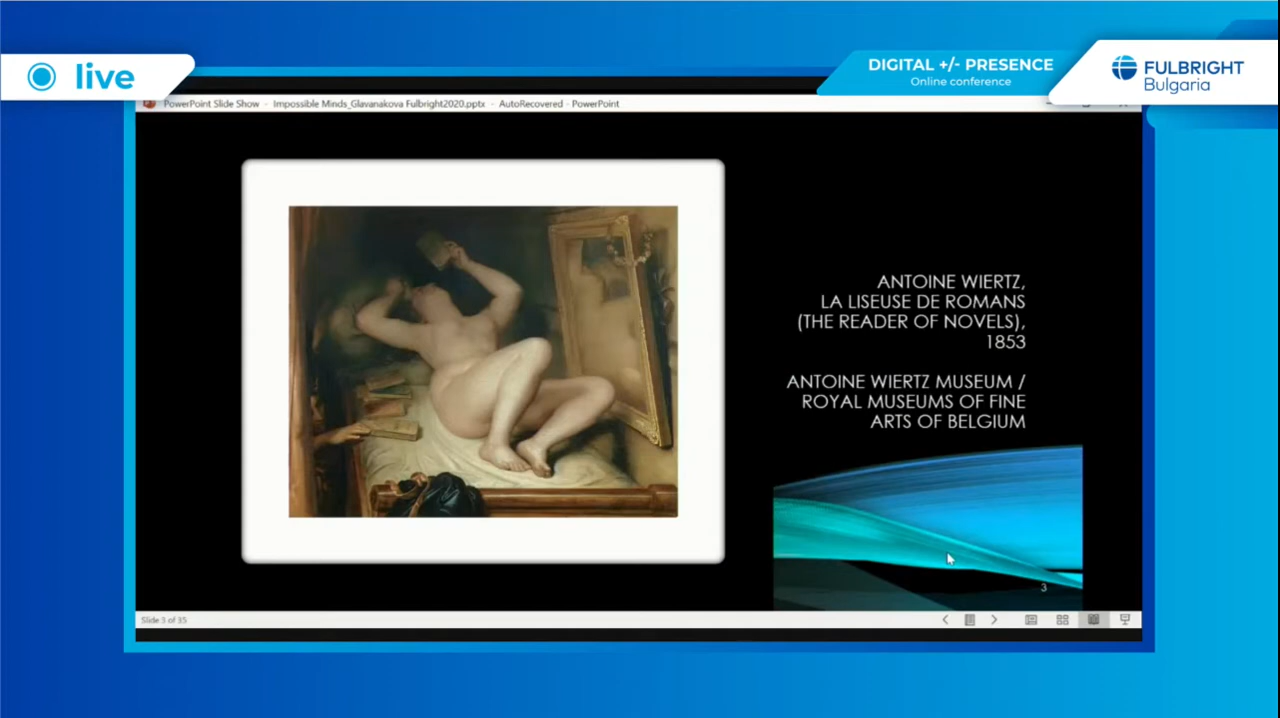 live
DIGITAL +/- PRESENCE
Online conference
FULBRIGHT
Bulgaria
PowerPoint Slide Show - Impossible Minds_Glavanakova Fulbright2020.pptx - AutoRecovered - PowerPoint
ANTOINE WIERTZ,
LA LISEUSE DE ROMANS
(THE READER OF NOVELS),
1853
ANTOINE WIERTZ MUSEUM /
ROYAL MUSEUMS OF FINE
ARTS OF BELGIUM
3
Slide 3 of 35